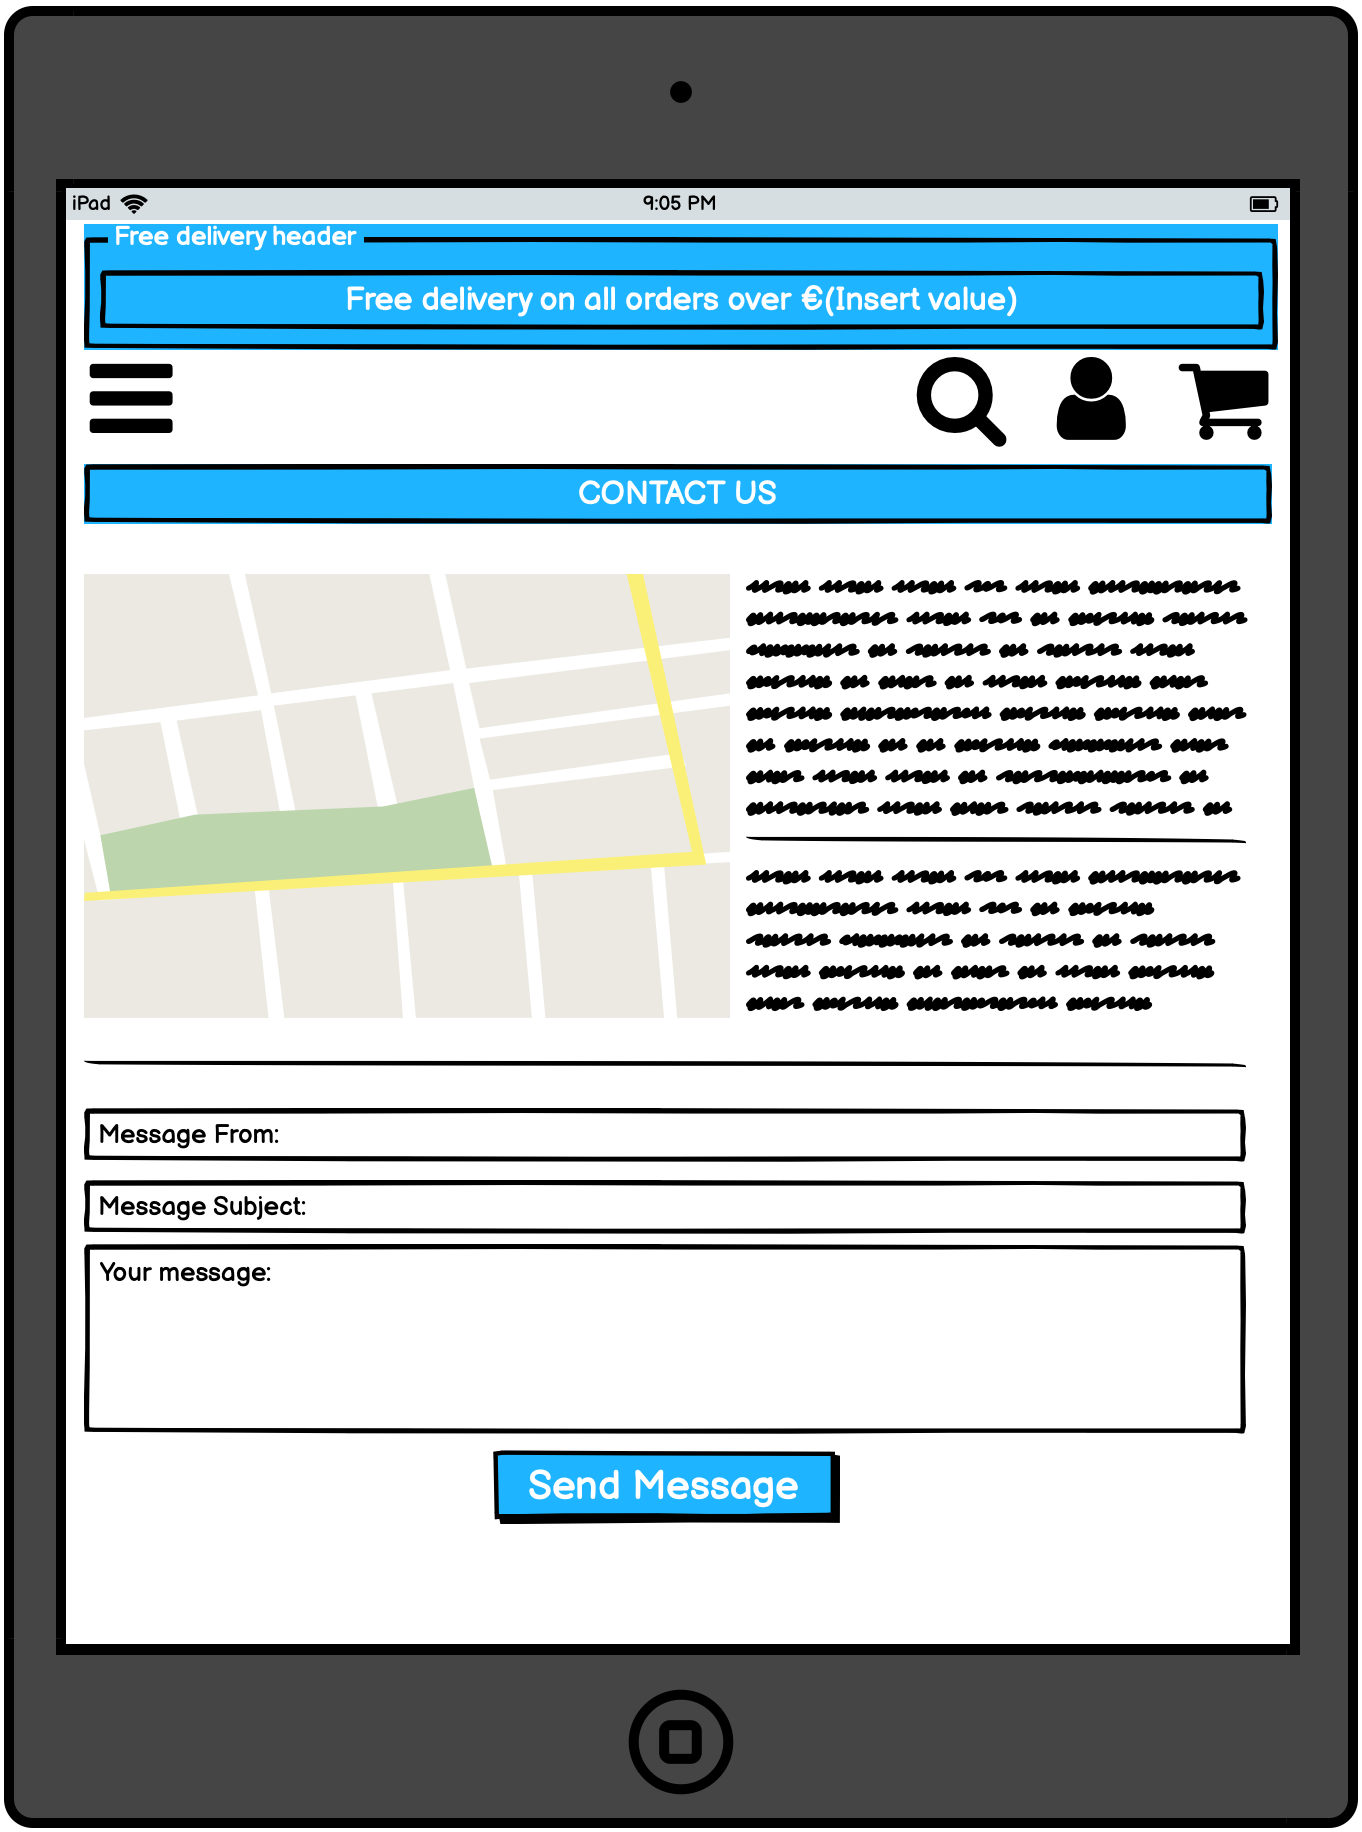 iPad
9:05 PM
Free delivery header
Free delivery on all orders over €(Insert value)
CONTACT US
Message From:
Message Subject:
Your message:
Send Message